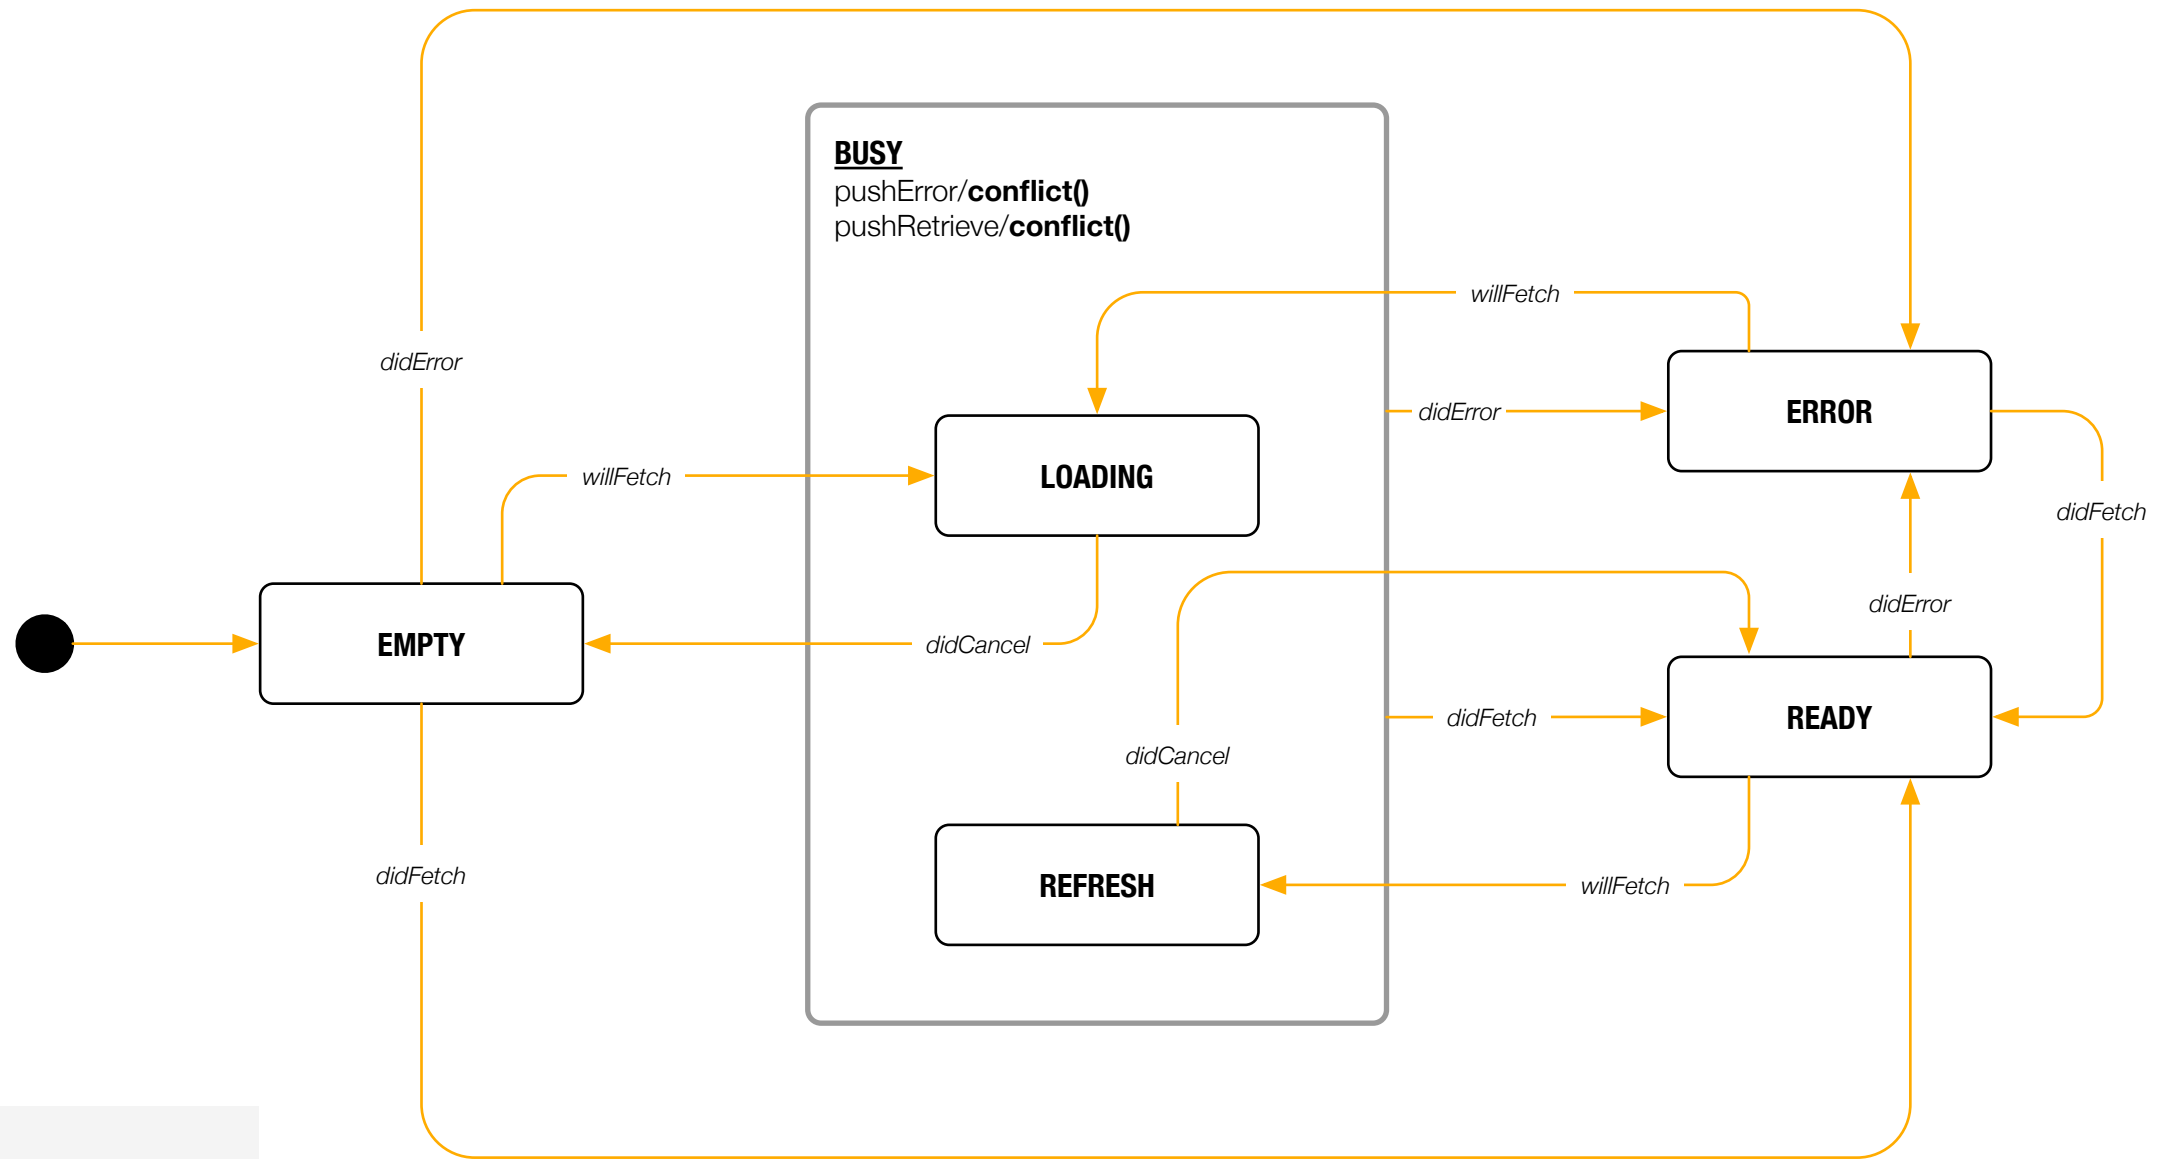 BUSY
pushError/conflict()
pushRetrieve/conflict()
willFetch
didError
didError
ERROR
willFetch
LOADING
didFetch
didError
EMPTY
didCancel
didFetch
READY
didCancel
didFetch
REFRESH
willFetch